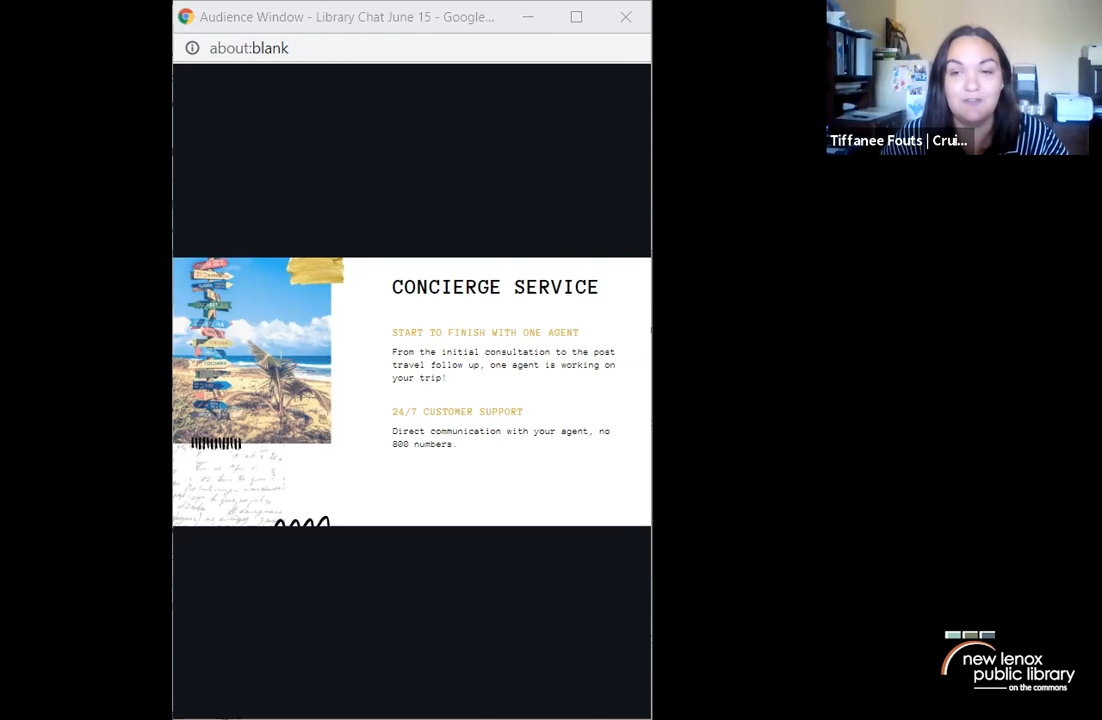 Audience Window - Library Chat June 15 - Google...
about:blank
Tiffanee Fouts | Crui...
CONCIERGE SERVICE
START TO FINISH WITH ONE AGENT
From the initial consultation to the post
travel follow up, one agent is working on
your trip!
24/7 CUSTOMER SUPPORT
Direct communication with your agent, no
800 numbers.
new lenox
public library
on the commons